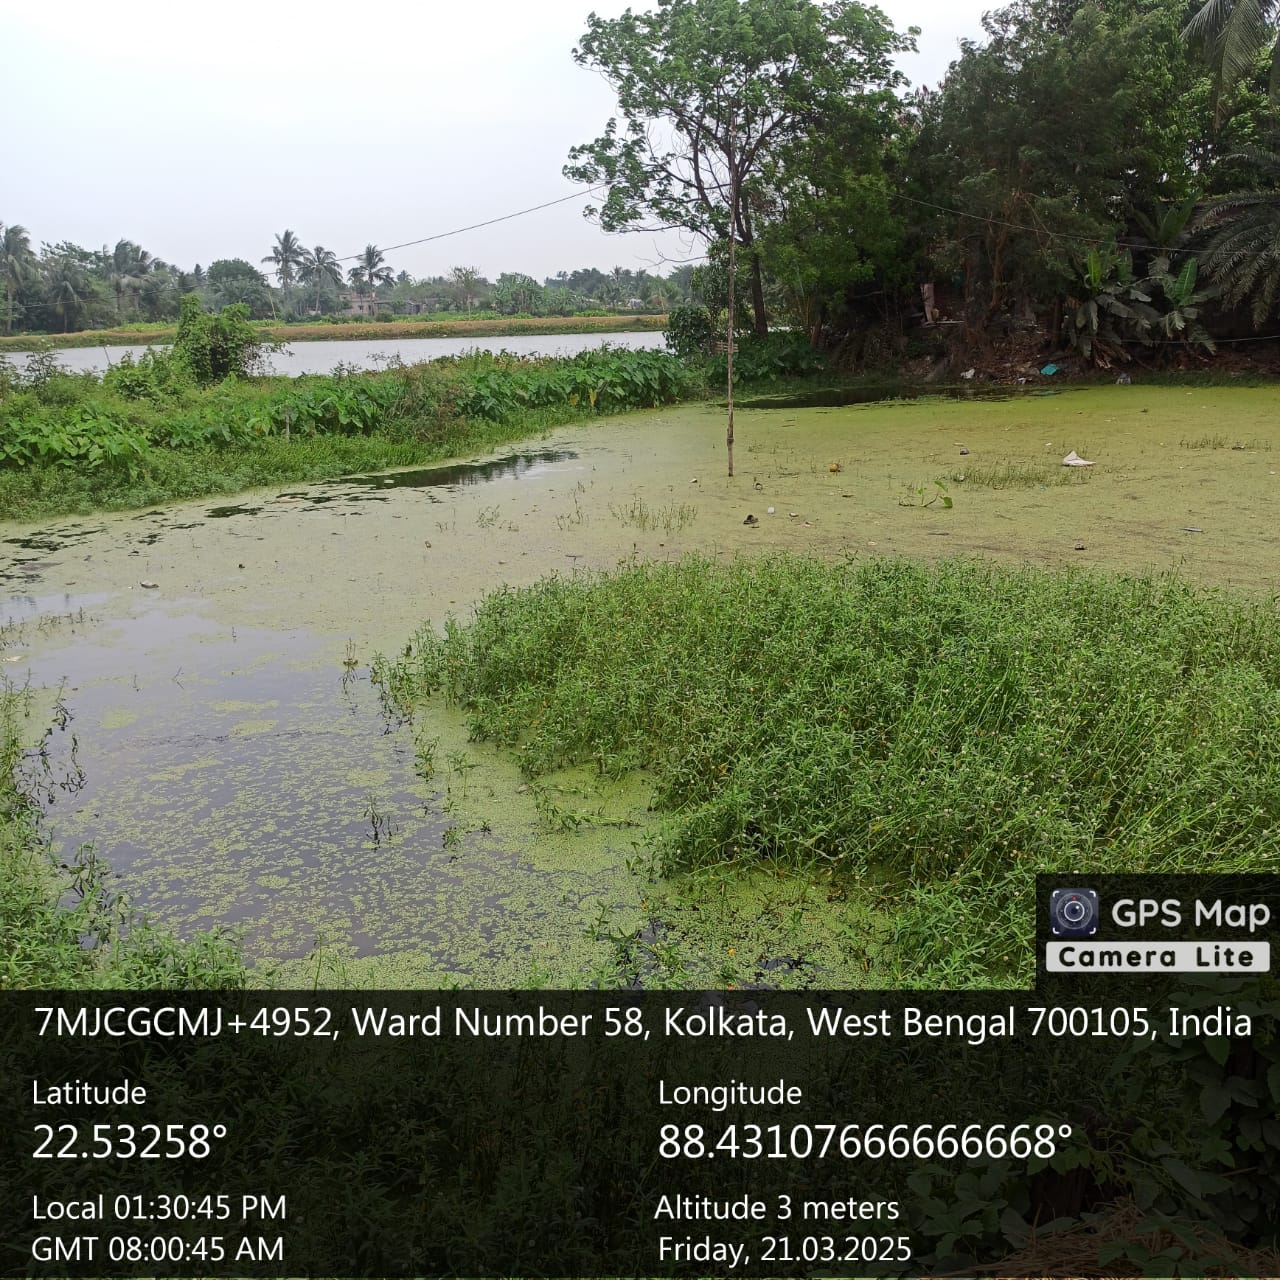 GPS Map
Camera Lite
7MJCGCMJ+4952, Ward Number 58, Kolkata, West Bengal 700105, India
Latitude
22.53258°
Longitude
88.43107666666668°
Local 01:30:45 PM
GMT 08:00:45 AM
Altitude 3 meters
Friday, 21.03.2025